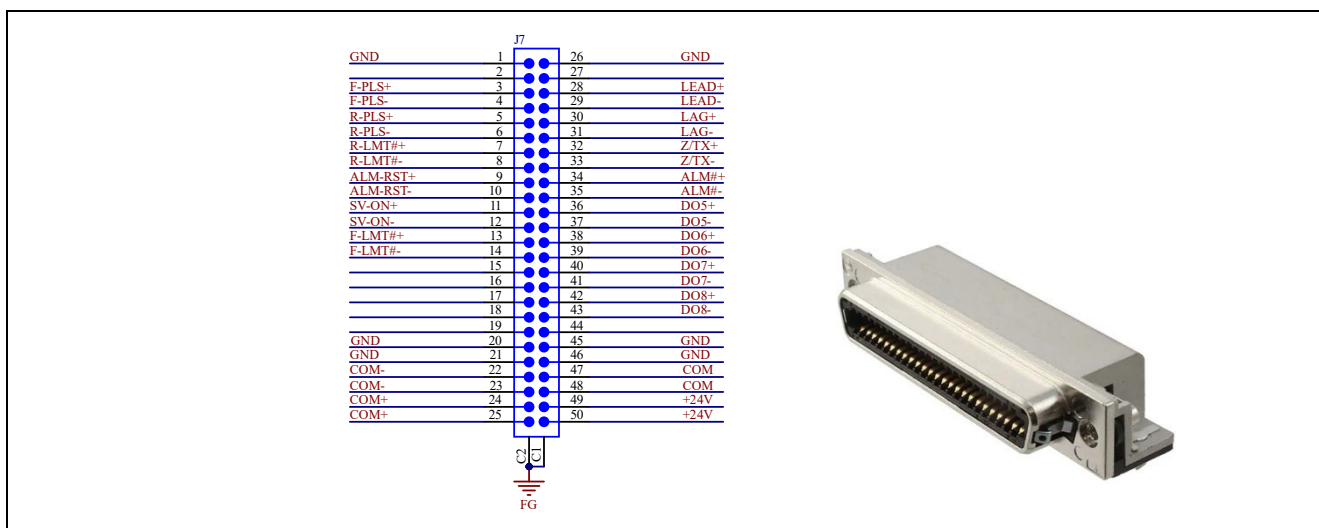 J7
GND 1 26 GND
2 27
F-PLS+ 3 28 LEAD+
F-PLS- 4 29 LEAD-
R-PLS+ 5 30 LAG+
R-PLS- 6 31 LAG-
R-LMT#+ 7 32 Z/TX+
R-LMT#- 8 33 Z/TX-
ALM-RST+ 9 34 ALM#+
ALM-RST- 10 35 ALM#-
SV-ON+ 11 36 DO5+
SV-ON- 12 37 DO5-
F-LMT#+ 13 38 DO6+
F-LMT#- 14 39 DO6-
15 40 DO7+
16 41 DO7-
17 42 DO8+
18 43 DO8-
19 44
GND 20 45 GND
GND 21 46 GND
COM- 22 47 COM
COM- 23 48 COM
COM+ 24 49 +24V
COM+ 25 50 +24V
C2 C1
FG